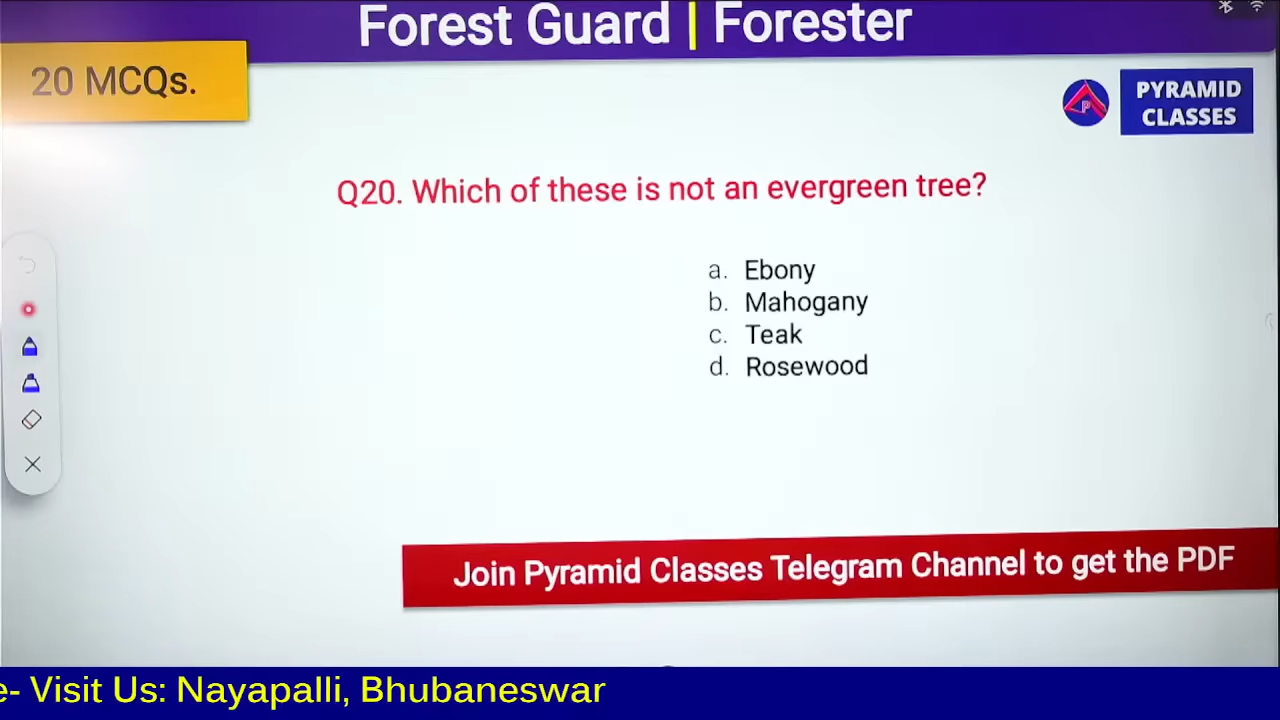 Forest Guard | Forester
20 MCQs.
PYRAMID
CLASSES
P
Q20. Which of these is not an evergreen tree?
a. Ebony
b. Mahogany
c. Teak
d. Rosewood
Join Pyramid Classes Telegram Channel to get the PDF
e- Visit Us: Nayapalli, Bhubaneswar